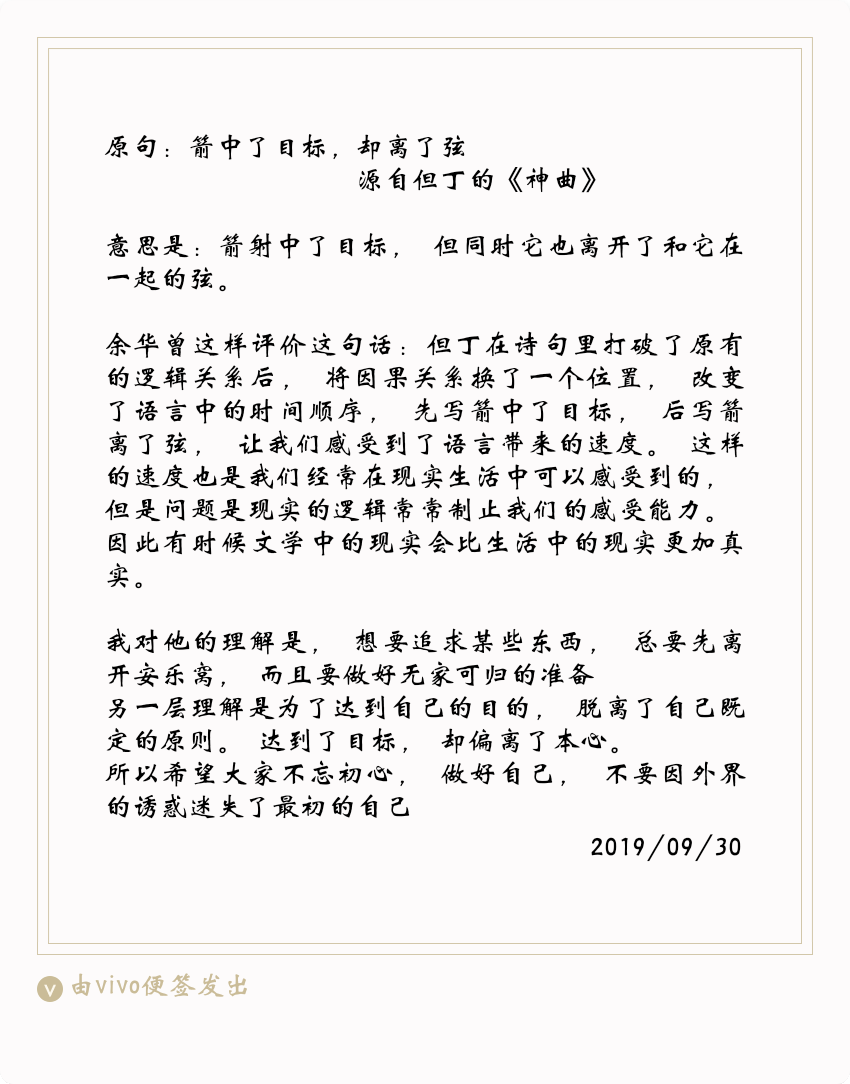 原句：箭中了目标，却离了弦
源自但丁的《神曲》
意思是：箭射中了目标， 但同时它也离开了和它在
一起的弦。
余华曾这样评价这句话：但丁在诗句里打破了原有
的逻辑关系后， 将因果关系换了一个位置， 改变
了语言中的时间顺序， 先写箭中了目标， 后写箭
离了弦， 让我们感受到了语言带来的速度。 这样
的速度也是我们经常在现实生活中可以感受到的，
但是问题是现实的逻辑常常制止我们的感受能力。
因此有时候文学中的现实会比生活中的现实更加真
实。
我对他的理解是， 想要追求某些东西， 总要先离
开安乐窝， 而且要做好无家可归的准备
另一层理解是为了达到自己的目的， 脱离了自己既
定的原则。 达到了目标， 却偏离了本心。
所以希望大家不忘初心， 做好自己， 不要因外界
的诱惑迷失了最初的自己
2019/09/30
由vivo便签发出